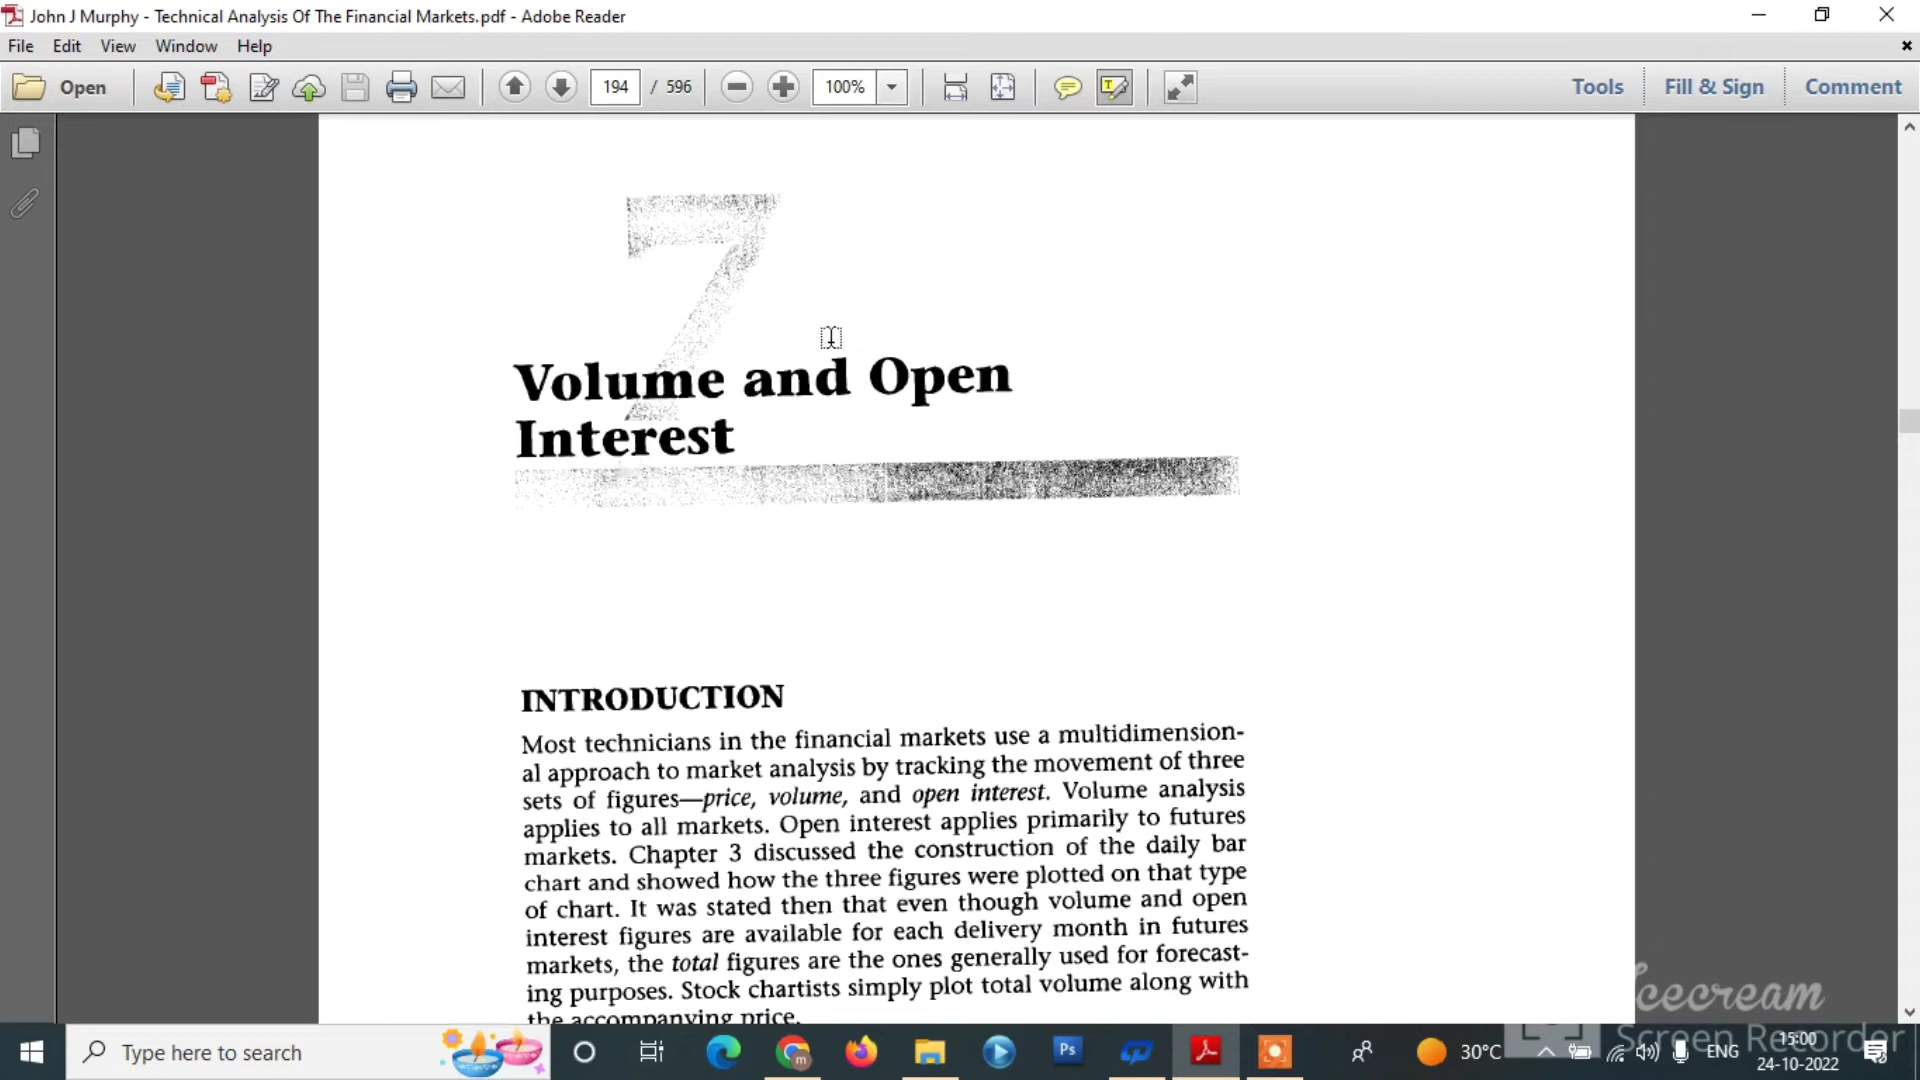 John J Murphy - Technical Analysis Of The Financial Markets.pdf - Adobe Reader
File Edit View Window Help
Open 194 / 596 100% Tools Fill & Sign Comment
7
Volume and Open
Interest
INTRODUCTION
Most technicians in the financial markets use a multidimension-
al approach to market analysis by tracking the movement of three
sets of figures—price, volume, and open interest. Volume analysis
applies to all markets. Open interest applies primarily to futures
markets. Chapter 3 discussed the construction of the daily bar
chart and showed how the three figures were plotted on that type
of chart. It was stated then that even though volume and open
interest figures are available for each delivery month in futures
markets, the total figures are the ones generally used for forecast-
ing purposes. Stock chartists simply plot total volume along with
the accompanying price.
Icecream
Screen Recorder
Type here to search
m
Ps
30°C
ENG
15:00
24-10-2022